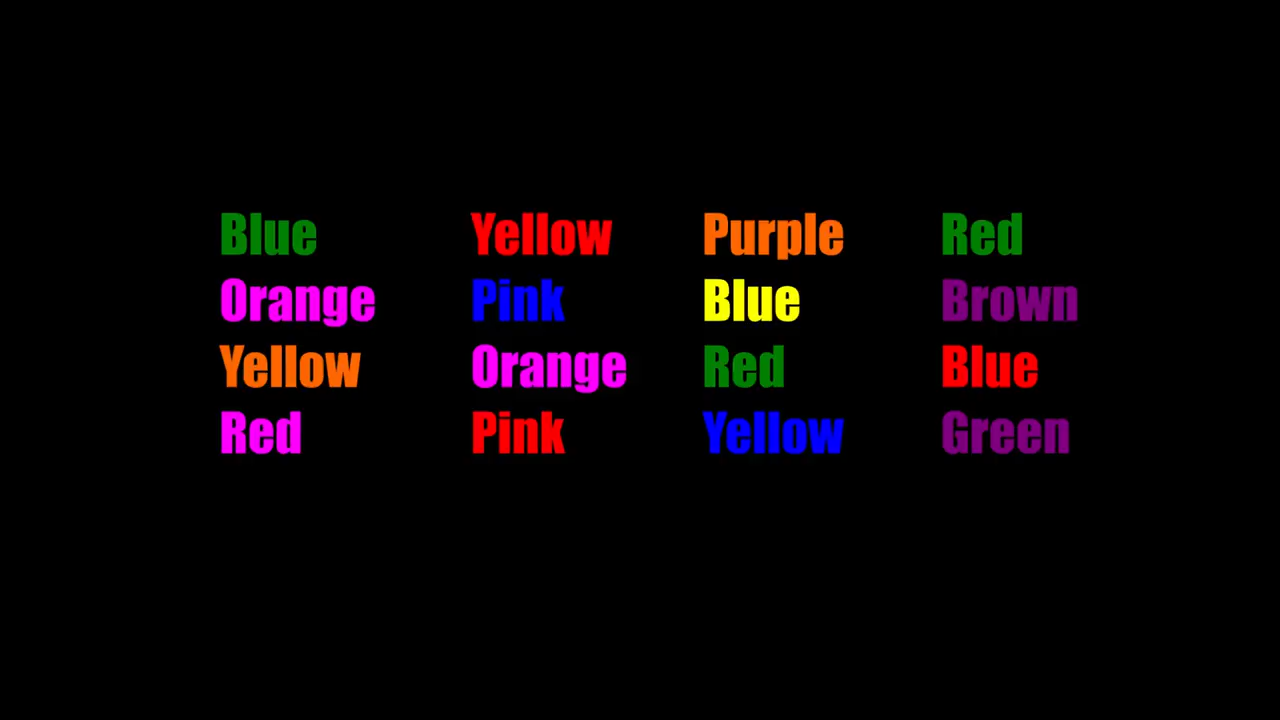 Blue Yellow Purple Red
Orange Pink Blue Brown
Yellow Orange Red Blue
Red Pink Yellow Green